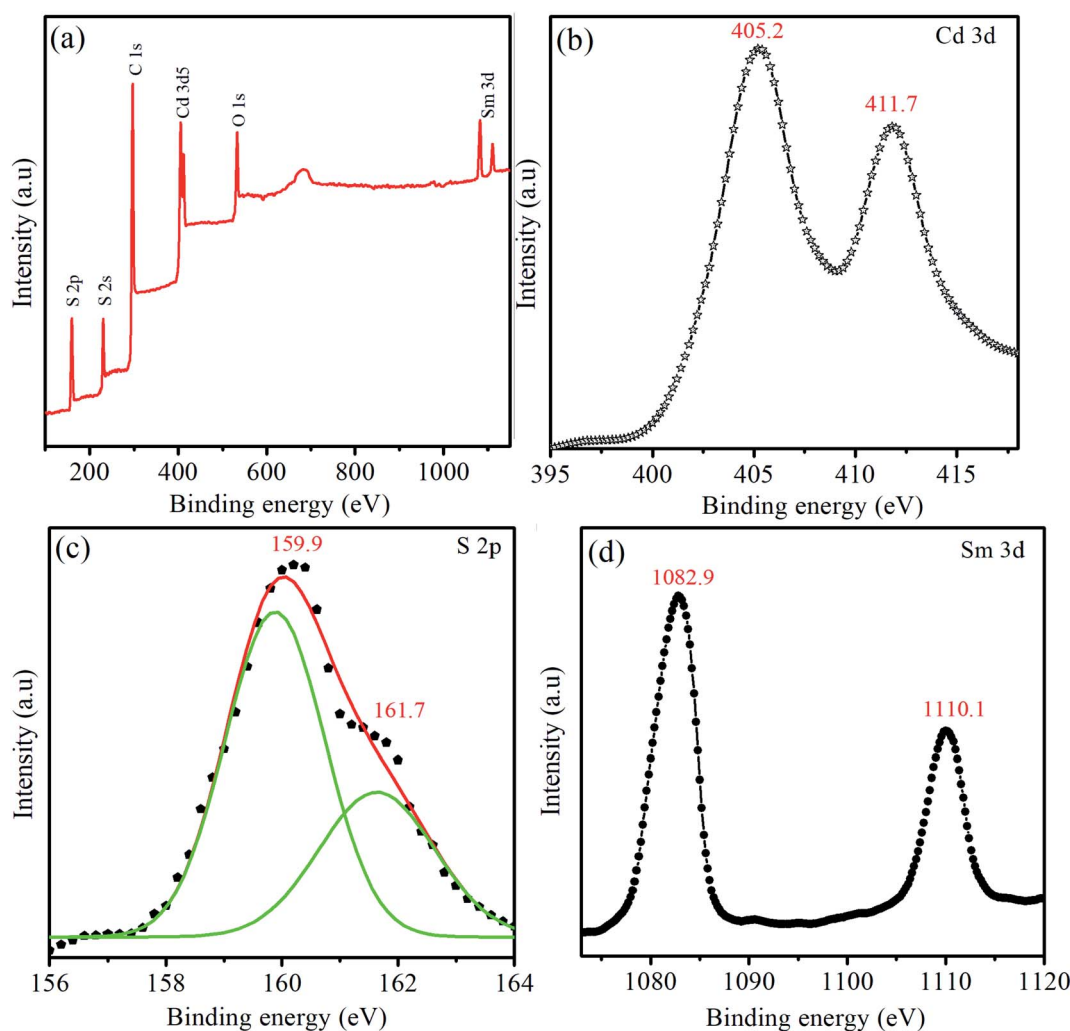 (a)
C 1s
Cd 3d5
O 1s
Sm 3d
S 2p
S 2s
Intensity (a.u)
200 400 600 800 1000
Binding energy (eV)
(b)
405.2
Cd 3d
411.7
Intensity (a.u)
395 400 405 410 415
Binding energy (eV)
(c)
159.9
S 2p
161.7
Intensity (a.u)
156 158 160 162 164
Binding energy (eV)
(d)
Sm 3d
1082.9
1110.1
Intensity (a.u)
1080 1090 1100 1110 1120
Binding energy (eV)